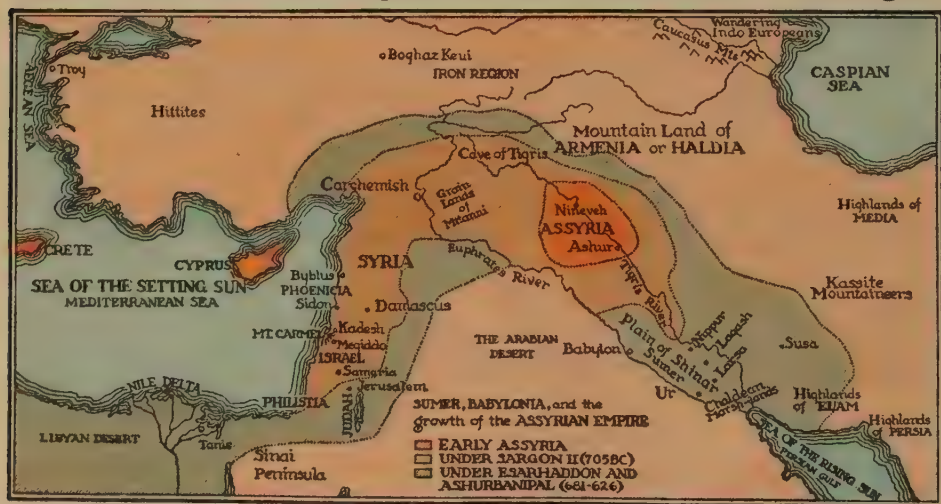 Troy
AEGEAN SEA
Hittites
Boghaz Keui
IRON REGION
Caucasus Mts
Wandering
Indo Europeans
CASPIAN
SEA
Mountain Land of
ARMENIA or HALDIA
Cave of Tigris
Carchemish
Grain
Lands
of
Mitanni
Nineveh
ASSYRIA
Ashur
Highlands of
MEDIA
CRETE
CYPRUS
SEA OF THE SETTING SUN
MEDITERRANEAN SEA
SYRIA
Byblus
PHOENICIA
Sidon
Damascus
Euphrates River
Tigris River
Kassite
Mountaineers
MT. CARMEL
Kadesh
Megiddo
ISRAEL
Sameria
Jerusalem
JUDAH
PHILISTIA
THE ARABIAN
DESERT
Babylon
Plain of Shinar
Sumer
Nippur
Lagash
Larsa
Ur
Susa
Chaldean
Marshlands
Highlands
of ELAM
Highlands
of PERSIA
SEA OF THE RISING SUN
PERSIAN GULF
NILE DELTA
LIBYAN DESERT
Tanis
Sinai
Peninsula
SUMER, BABYLONIA, and the
growth of the ASSYRIAN EMPIRE
EARLY ASSYRIA
UNDER SARGON II (705 BC)
UNDER ESARHADDON AND
ASHURBANIPAL (681-626)